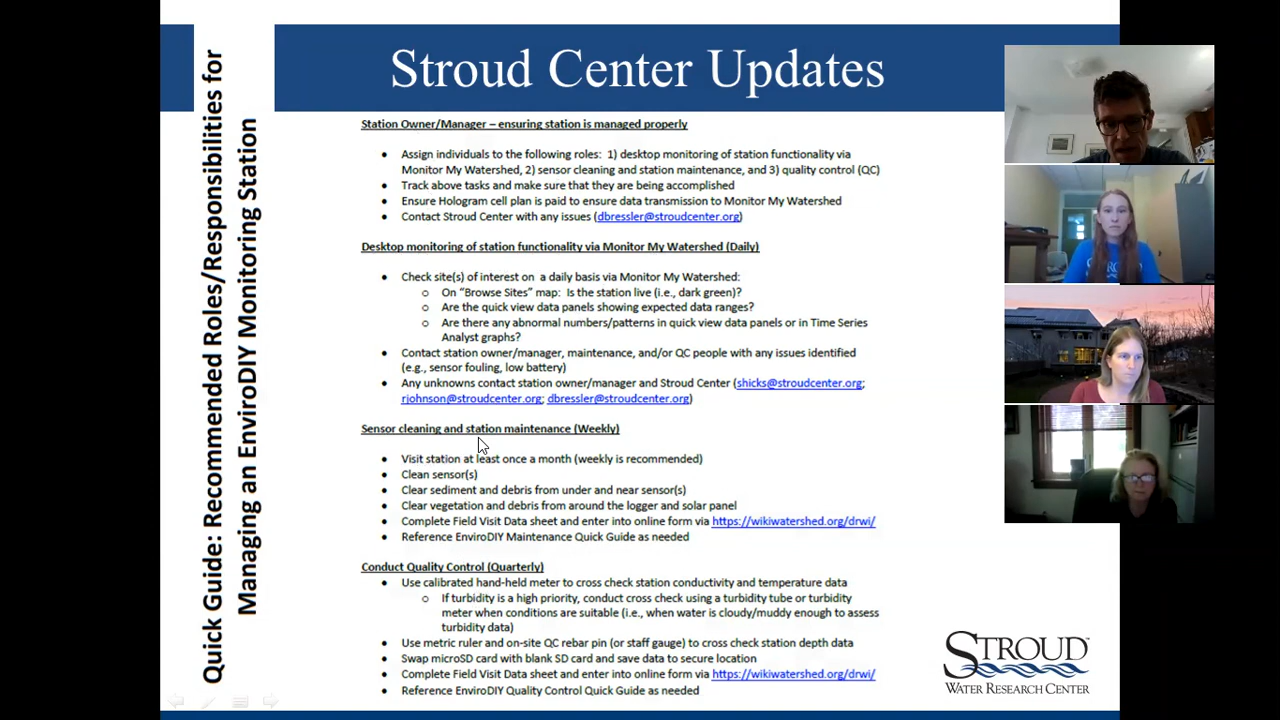 Stroud Center Updates
Quick Guide: Recommended Roles/Responsibilities for
Managing an EnviroDIY Monitoring Station
Station Owner/Manager – ensuring station is managed properly
• Assign individuals to the following roles: 1) desktop monitoring of station functionality via
Monitor My Watershed, 2) sensor cleaning and station maintenance, and 3) quality control (QC)
• Track above tasks and make sure that they are being accomplished
• Ensure Hologram cell plan is paid to ensure data transmission to Monitor My Watershed
• Contact Stroud Center with any issues (dbressler@stroudcenter.org)
Desktop monitoring of station functionality via Monitor My Watershed (Daily)
• Check site(s) of interest on a daily basis via Monitor My Watershed:
o On “Browse Sites” map: Is the station live (i.e., dark green)?
o Are the quick view data panels showing expected data ranges?
o Are there any abnormal numbers/patterns in quick view data panels or in Time Series
Analyst graphs?
• Contact station owner/manager, maintenance, and/or QC people with any issues identified
(e.g., sensor fouling, low battery)
• Any unknowns contact station owner/manager and Stroud Center (shicks@stroudcenter.org;
rjohnson@stroudcenter.org; dbressler@stroudcenter.org)
Sensor cleaning and station maintenance (Weekly)
• Visit station at least once a month (weekly is recommended)
• Clean sensor(s)
• Clear sediment and debris from under and near sensor(s)
• Clear vegetation and debris from around the logger and solar panel
• Complete Field Visit Data sheet and enter into online form via https://wikiwatershed.org/drwi/
• Reference EnviroDIY Maintenance Quick Guide as needed
Conduct Quality Control (Quarterly)
• Use calibrated hand-held meter to cross check station conductivity and temperature data
o If turbidity is a high priority, conduct cross check using a turbidity tube or turbidity
meter when conditions are suitable (i.e., when water is cloudy/muddy enough to assess
turbidity data)
• Use metric ruler and on-site QC rebar pin (or staff gauge) to cross check station depth data
• Swap microSD card with blank SD card and save data to secure location
• Complete Field Visit Data sheet and enter into online form via https://wikiwatershed.org/drwi/
• Reference EnviroDIY Quality Control Quick Guide as needed
STROUD
WATER RESEARCH CENTER